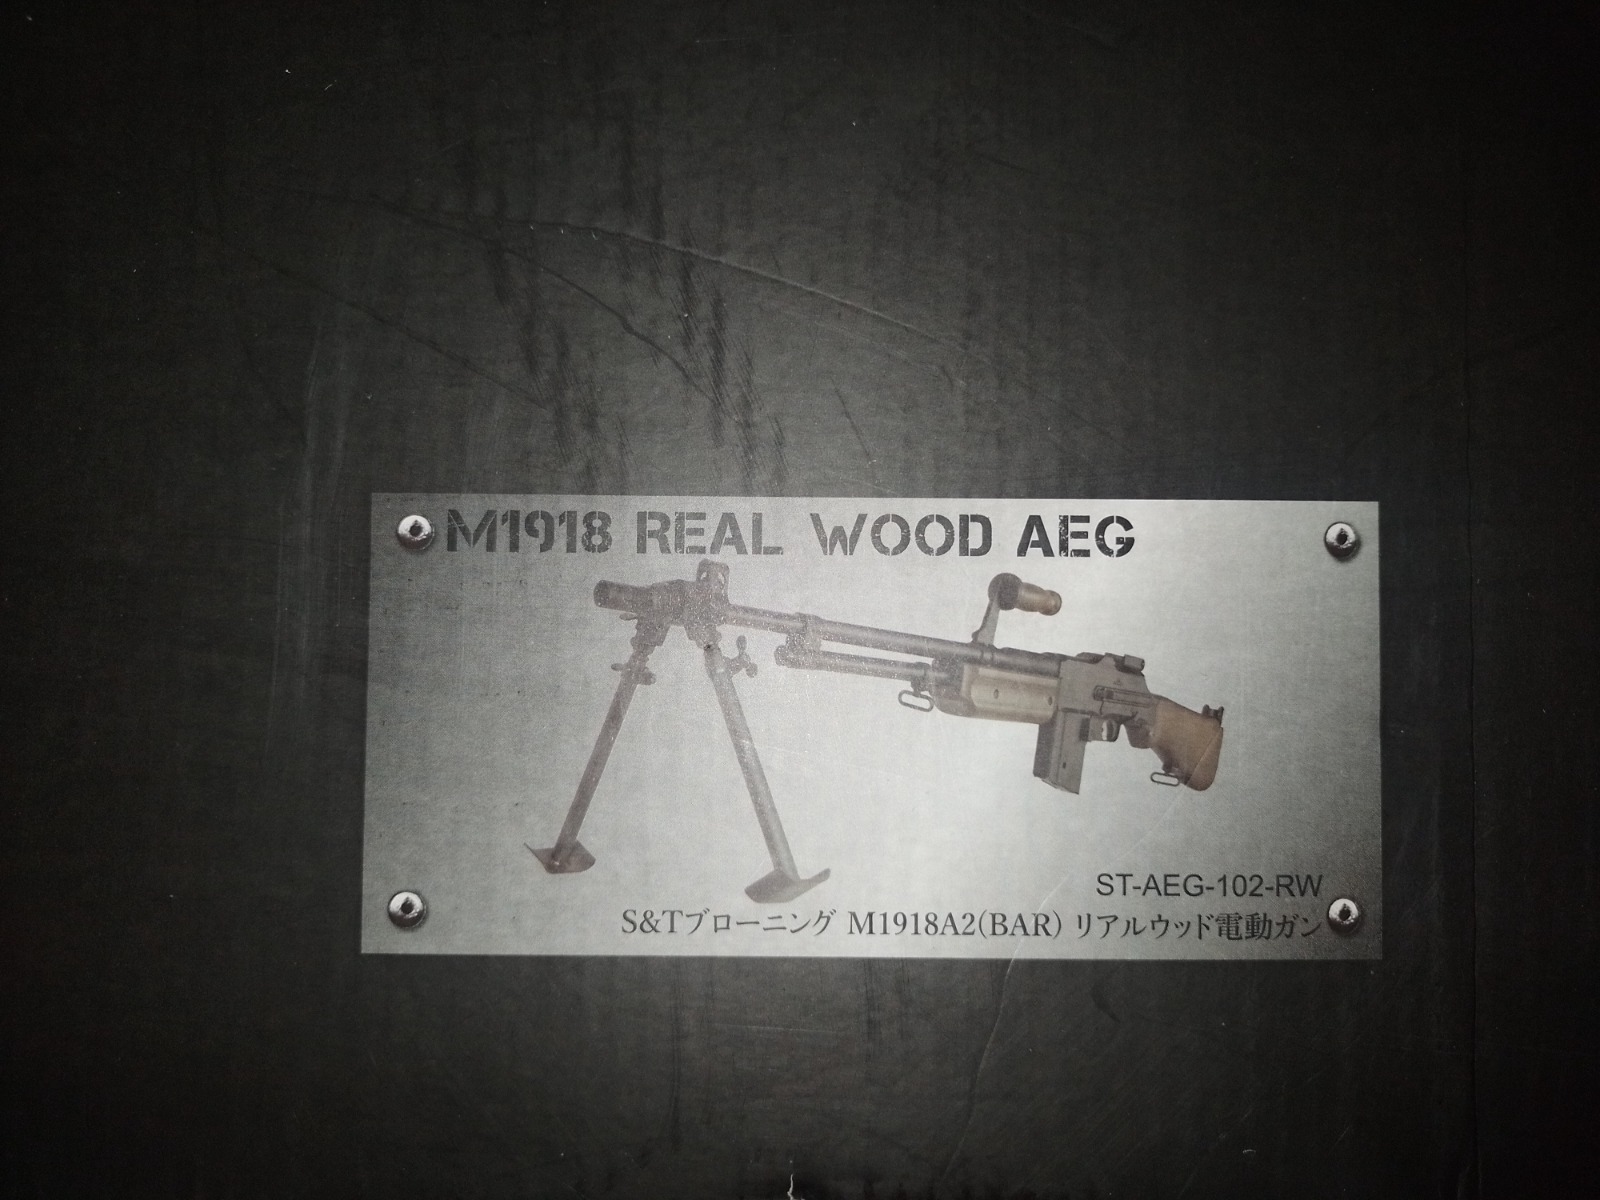 M1918 REAL WOOD AEG
ST-AEG-102-RW
S&Tブローニング M1918A2(BAR) リアルウッド電動ガン